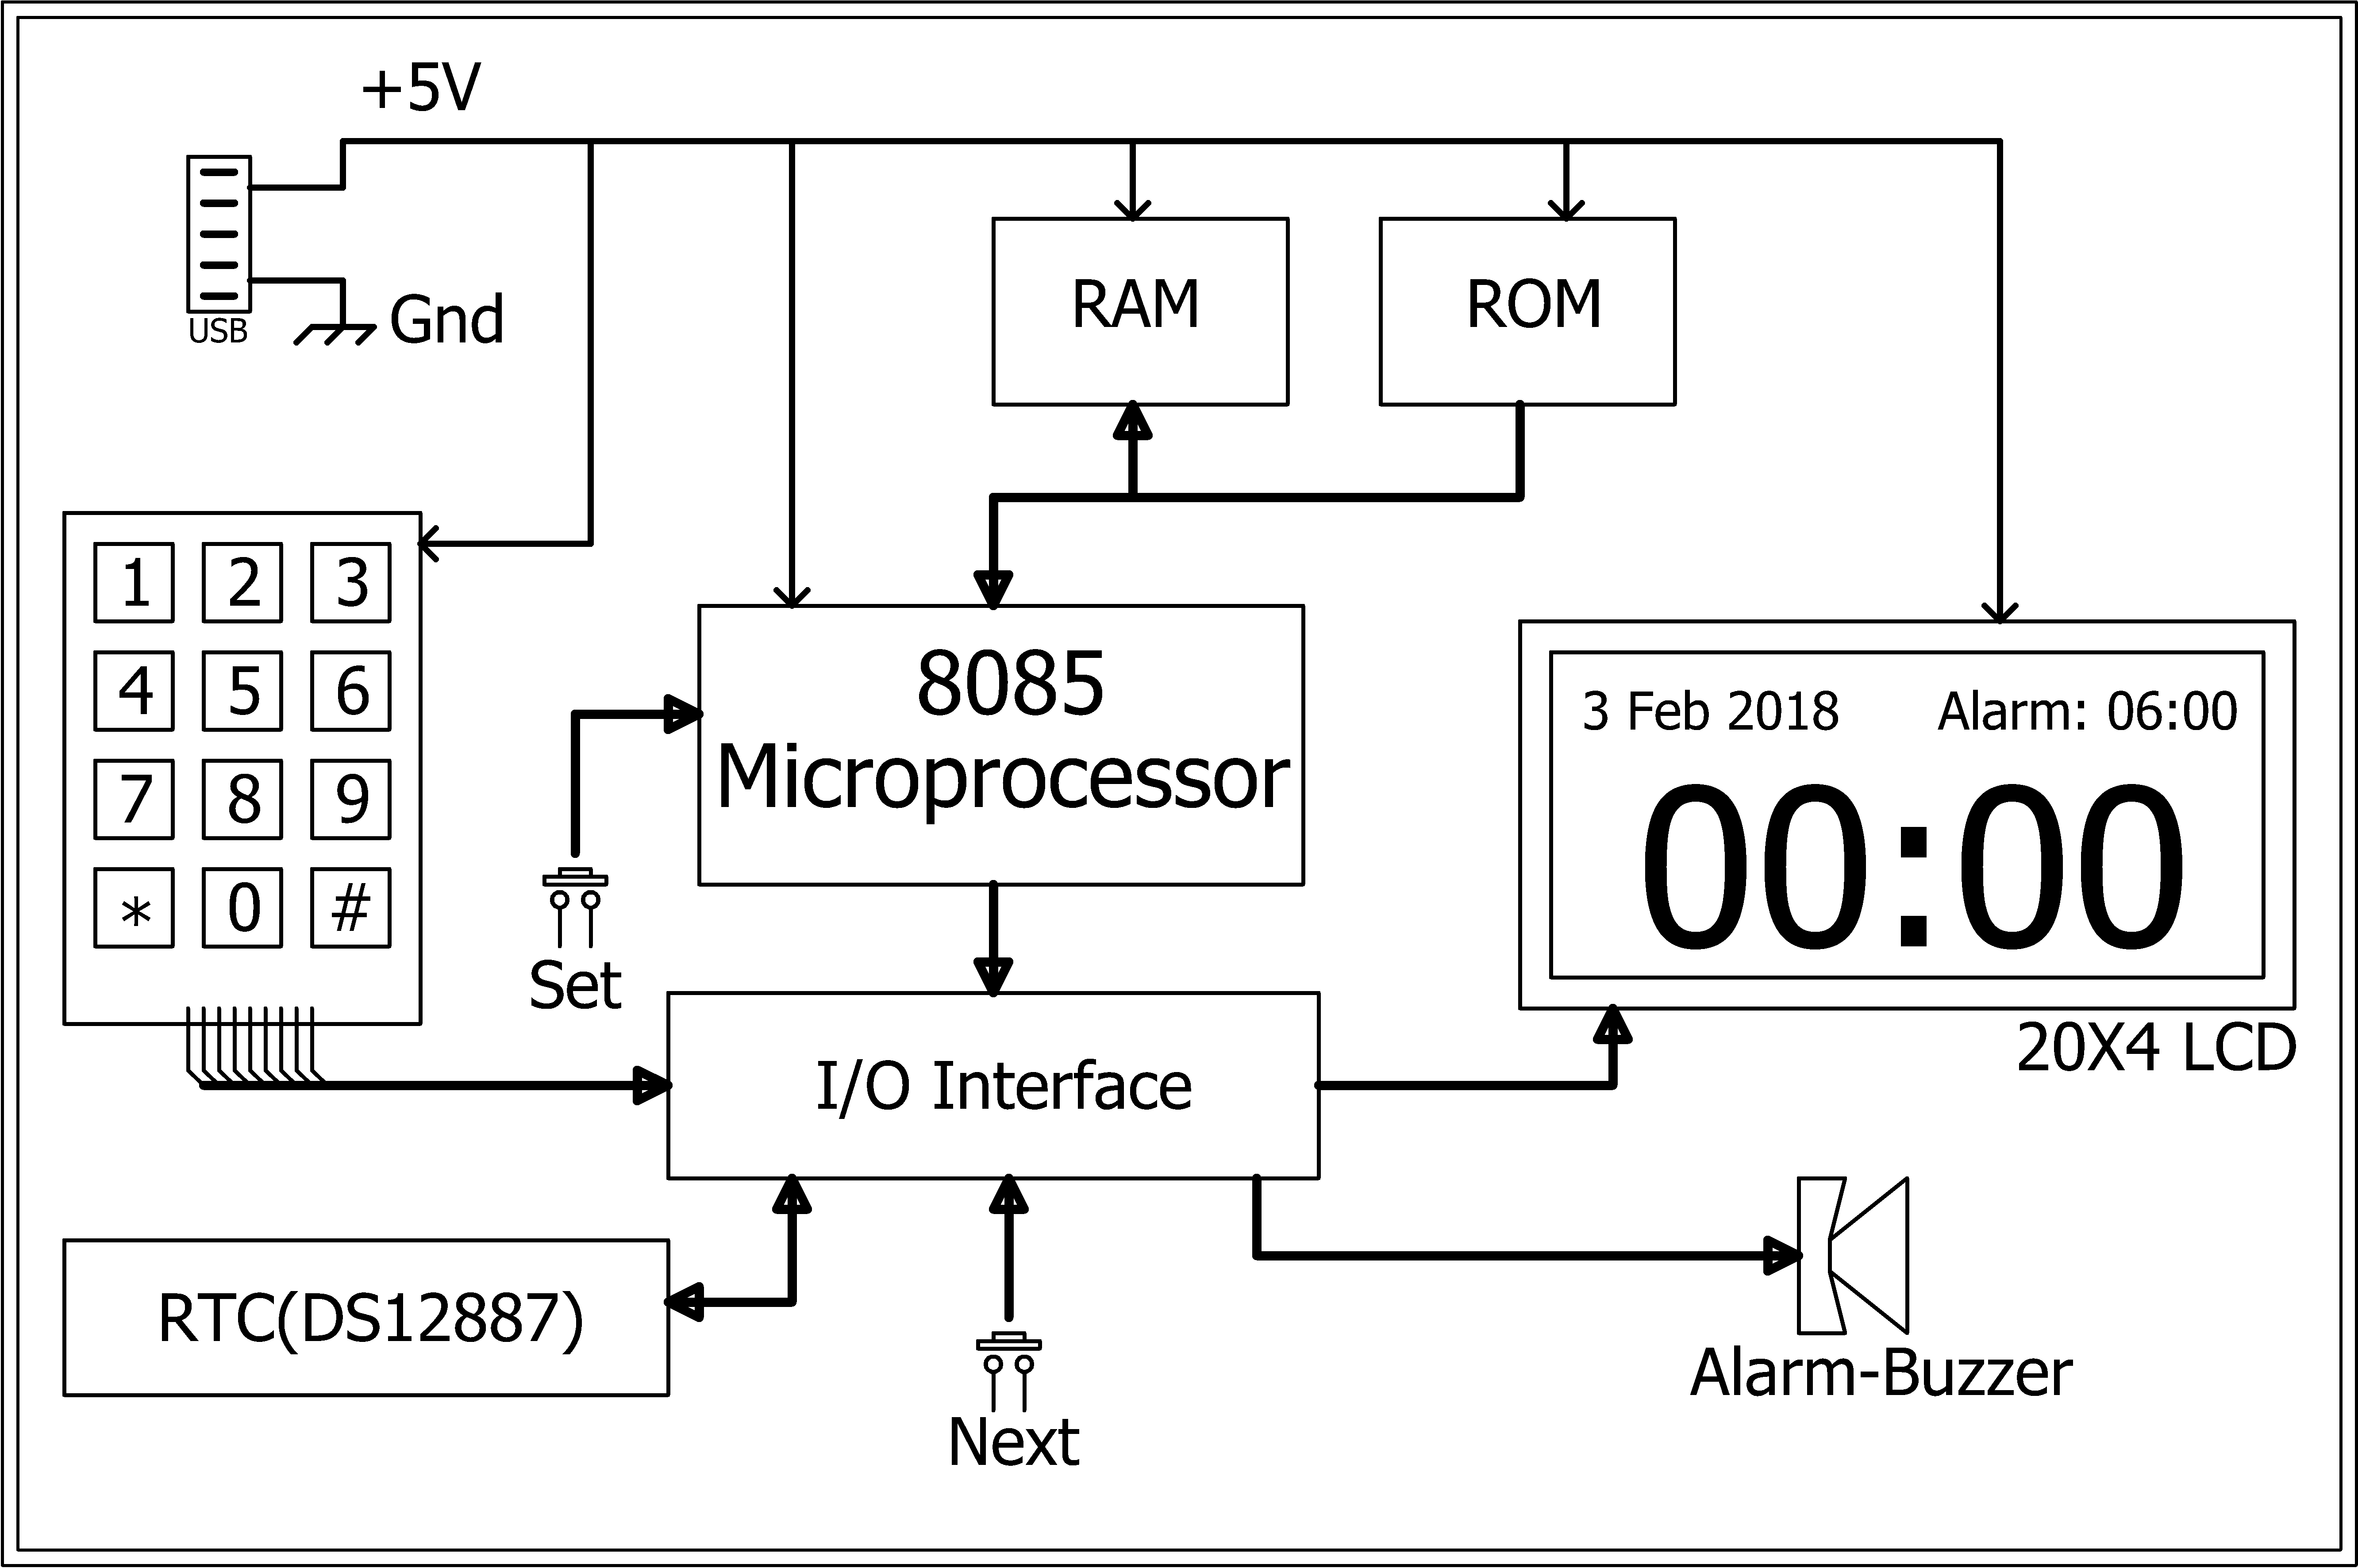 +5V
USB
Gnd
RAM
ROM
1 2 3
4 5 6
7 8 9
* 0 #
8085
Microprocessor
Set
3 Feb 2018 Alarm: 06:00
00:00
20X4 LCD
I/O Interface
RTC(DS12887)
Next
Alarm-Buzzer